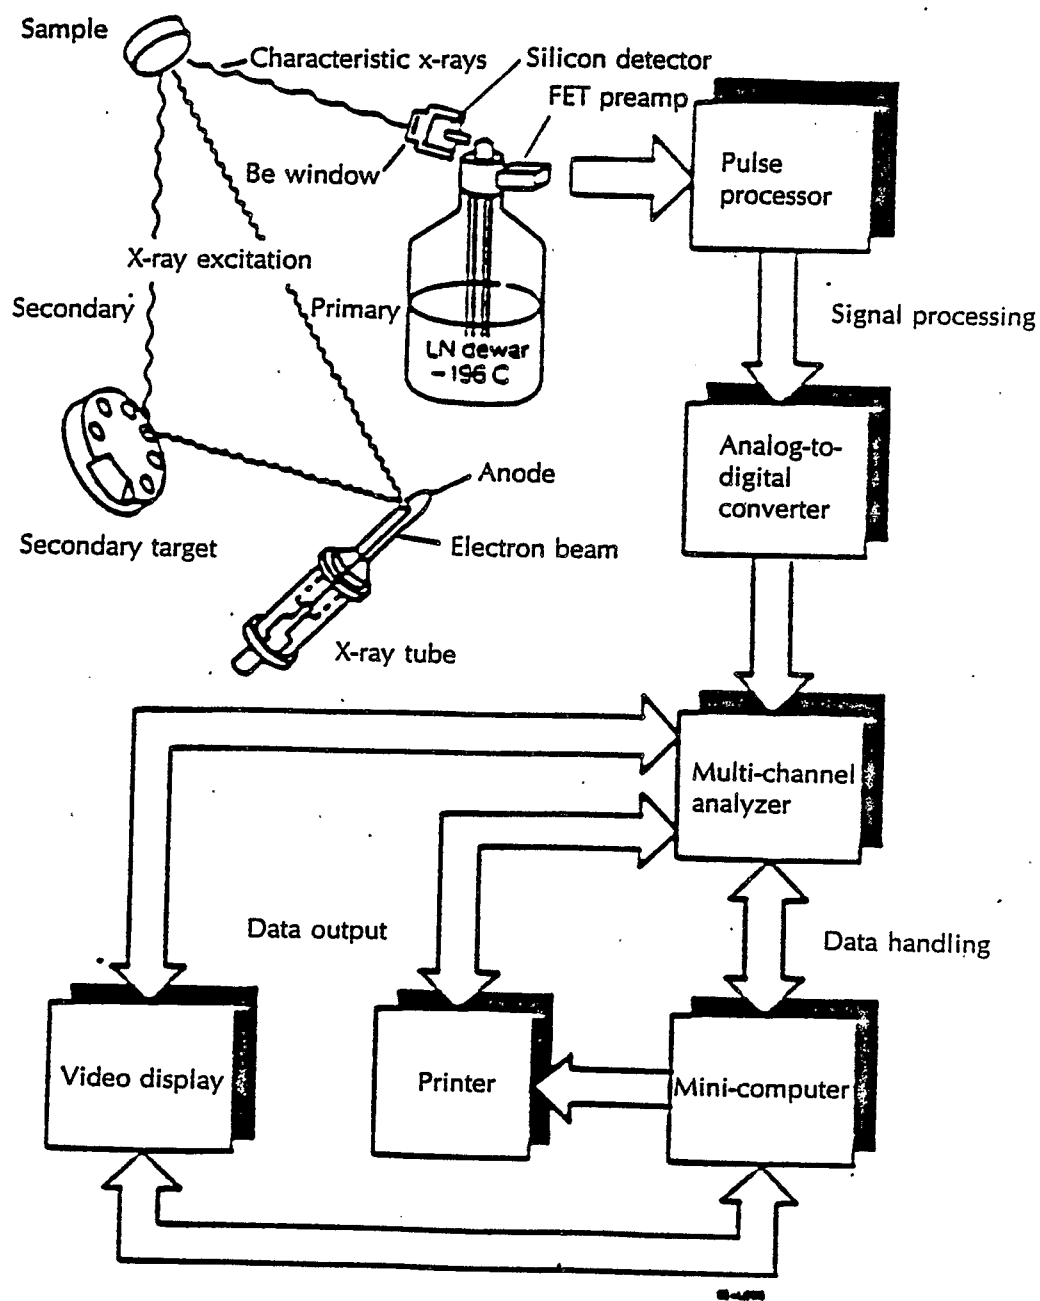 Sample
Characteristic x-rays
Silicon detector
FET preamp
Be window
Pulse
processor
X-ray excitation
Secondary
Primary
Signal processing
LN dewar
-196 C
Analog-to-
digital
converter
Anode
Secondary target
Electron beam
X-ray tube
Multi-channel
analyzer
Data output
Data handling
Video display
Printer
Mini-computer